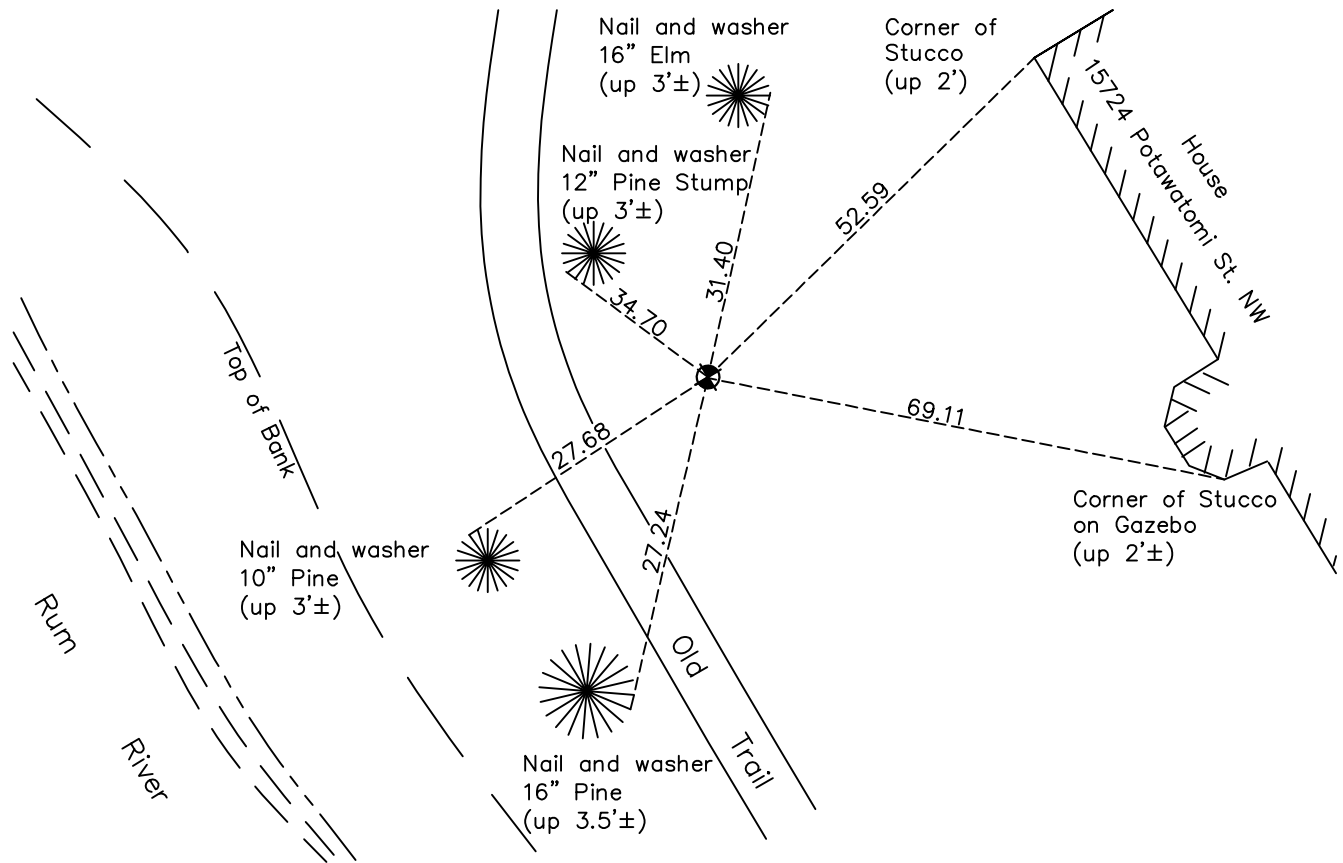 Nail and washer
16” Elm
(up 3’±)
Corner of
Stucco
(up 2’)
Nail and washer
12” Pine Stump
(up 3’±)
House
15724 Potawatomi St. NW
52.59
31.40
34.70
Top of Bank
69.11
27.68
Corner of Stucco
on Gazebo
(up 2’±)
27.24
Nail and washer
10” Pine
(up 3’±)
Rum
River
Old
Trail
Nail and washer
16” Pine
(up 3.5’±)